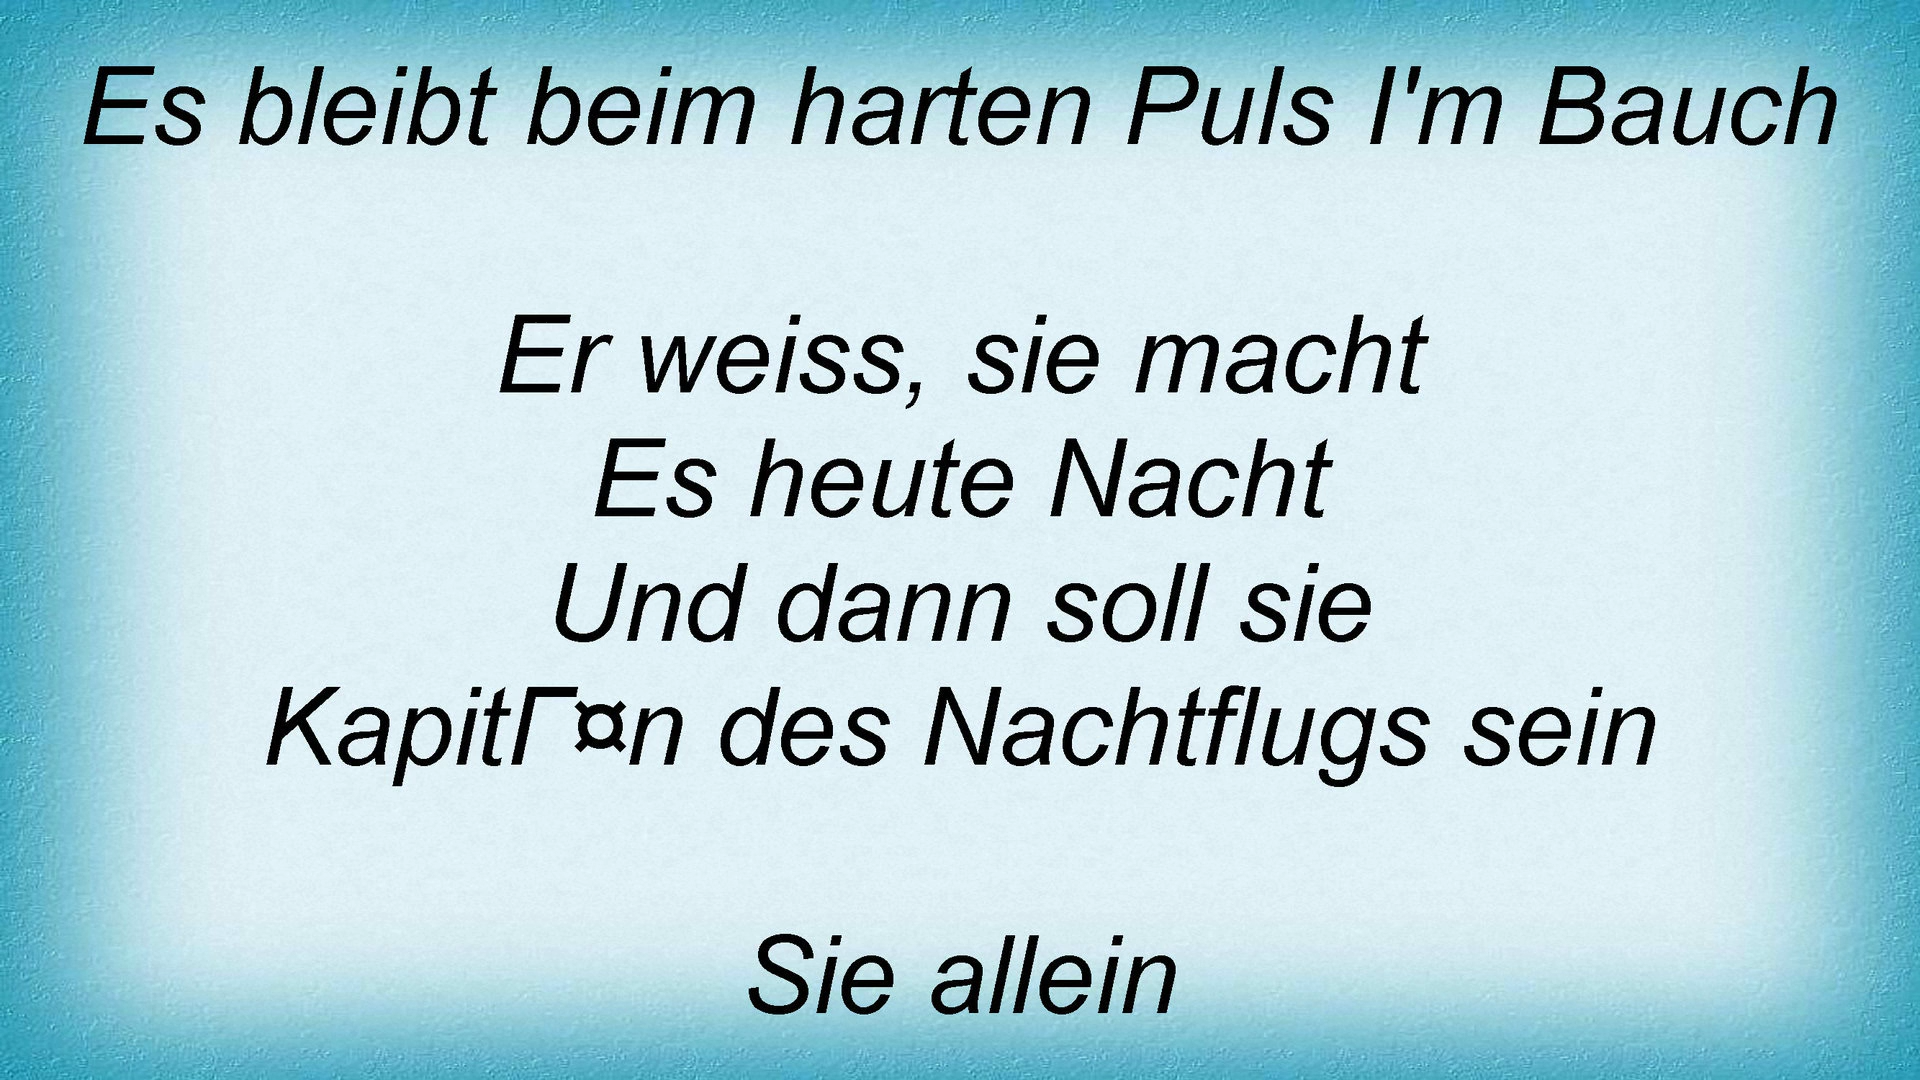 Es bleibt beim harten Puls I'm Bauch
Er weiss, sie macht
Es heute Nacht
Und dann soll sie
KapitГ¤n des Nachtflugs sein
Sie allein